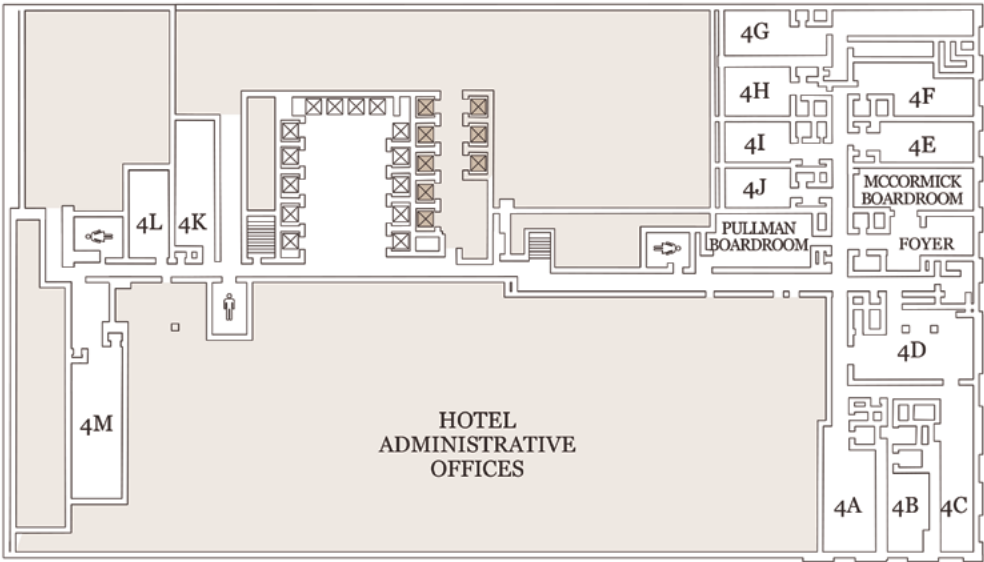 4G
4H
4F
4I
4E
4J
MCCORMICK
BOARDROOM
4L
4K
PULLMAN
BOARDROOM
FOYER
4D
4M
HOTEL
ADMINISTRATIVE
OFFICES
4A
4B
4C